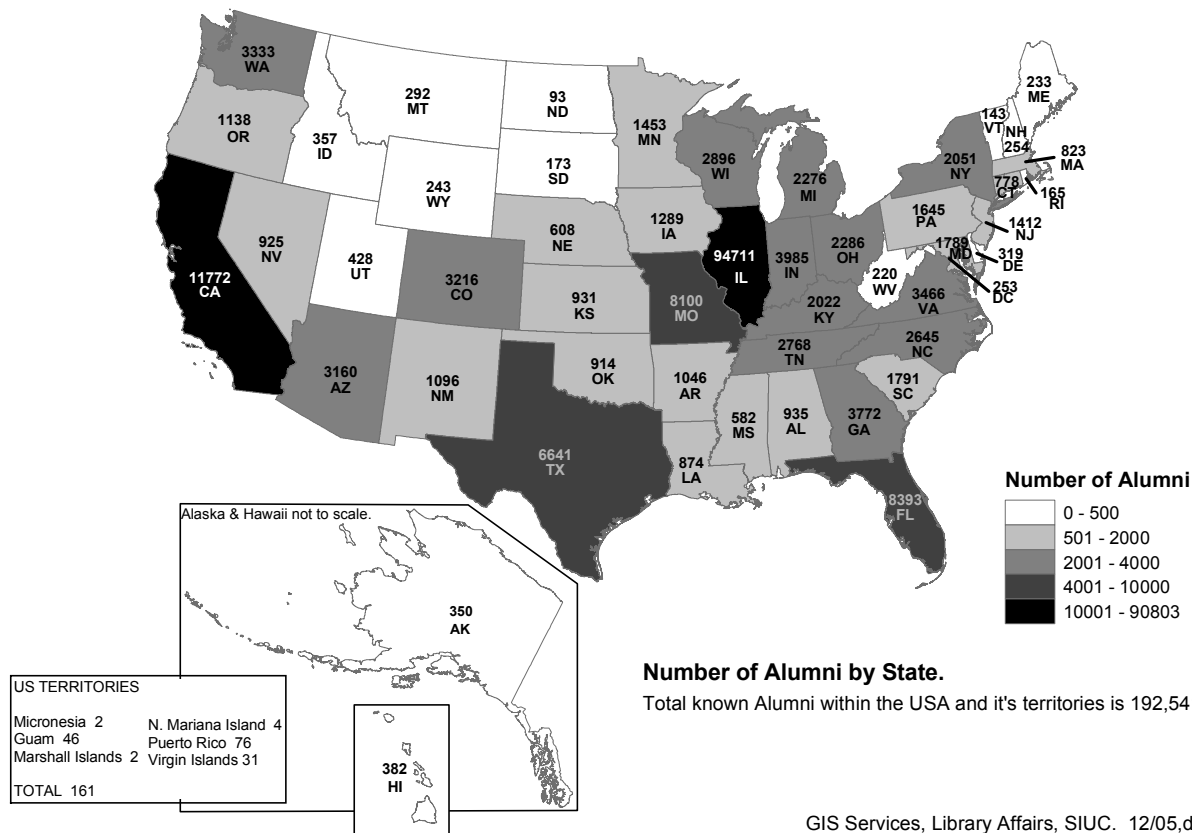 3333
WA
1138
OR
357
ID
292
MT
93
ND
173
SD
243
WY
1453
MN
2896
WI
2276
MI
2051
NY
143
VT
NH
254
233
ME
823
MA
778
CT
165
RI
1645
PA
1412
NJ
1789
MD
319
DE
253
DC
925
NV
11772
CA
428
UT
3216
CO
608
NE
1289
IA
94711
IL
3985
IN
2286
OH
220
WV
3466
VA
931
KS
8100
MO
2022
KY
2768
TN
2645
NC
1791
SC
3160
AZ
1096
NM
914
OK
1046
AR
582
MS
935
AL
3772
GA
6641
TX
874
LA
8393
FL
Number of Alumni
0 - 500
501 - 2000
2001 - 4000
4001 - 10000
10001 - 90803
Alaska & Hawaii not to scale.
350
AK
382
HI
US TERRITORIES
Micronesia 2
N. Mariana Island 4
Guam 46
Puerto Rico 76
Marshall Islands 2
Virgin Islands 31
TOTAL 161
Number of Alumni by State.
Total known Alumni within the USA and it's territories is 192,54
GIS Services, Library Affairs, SIUC. 12/05,d